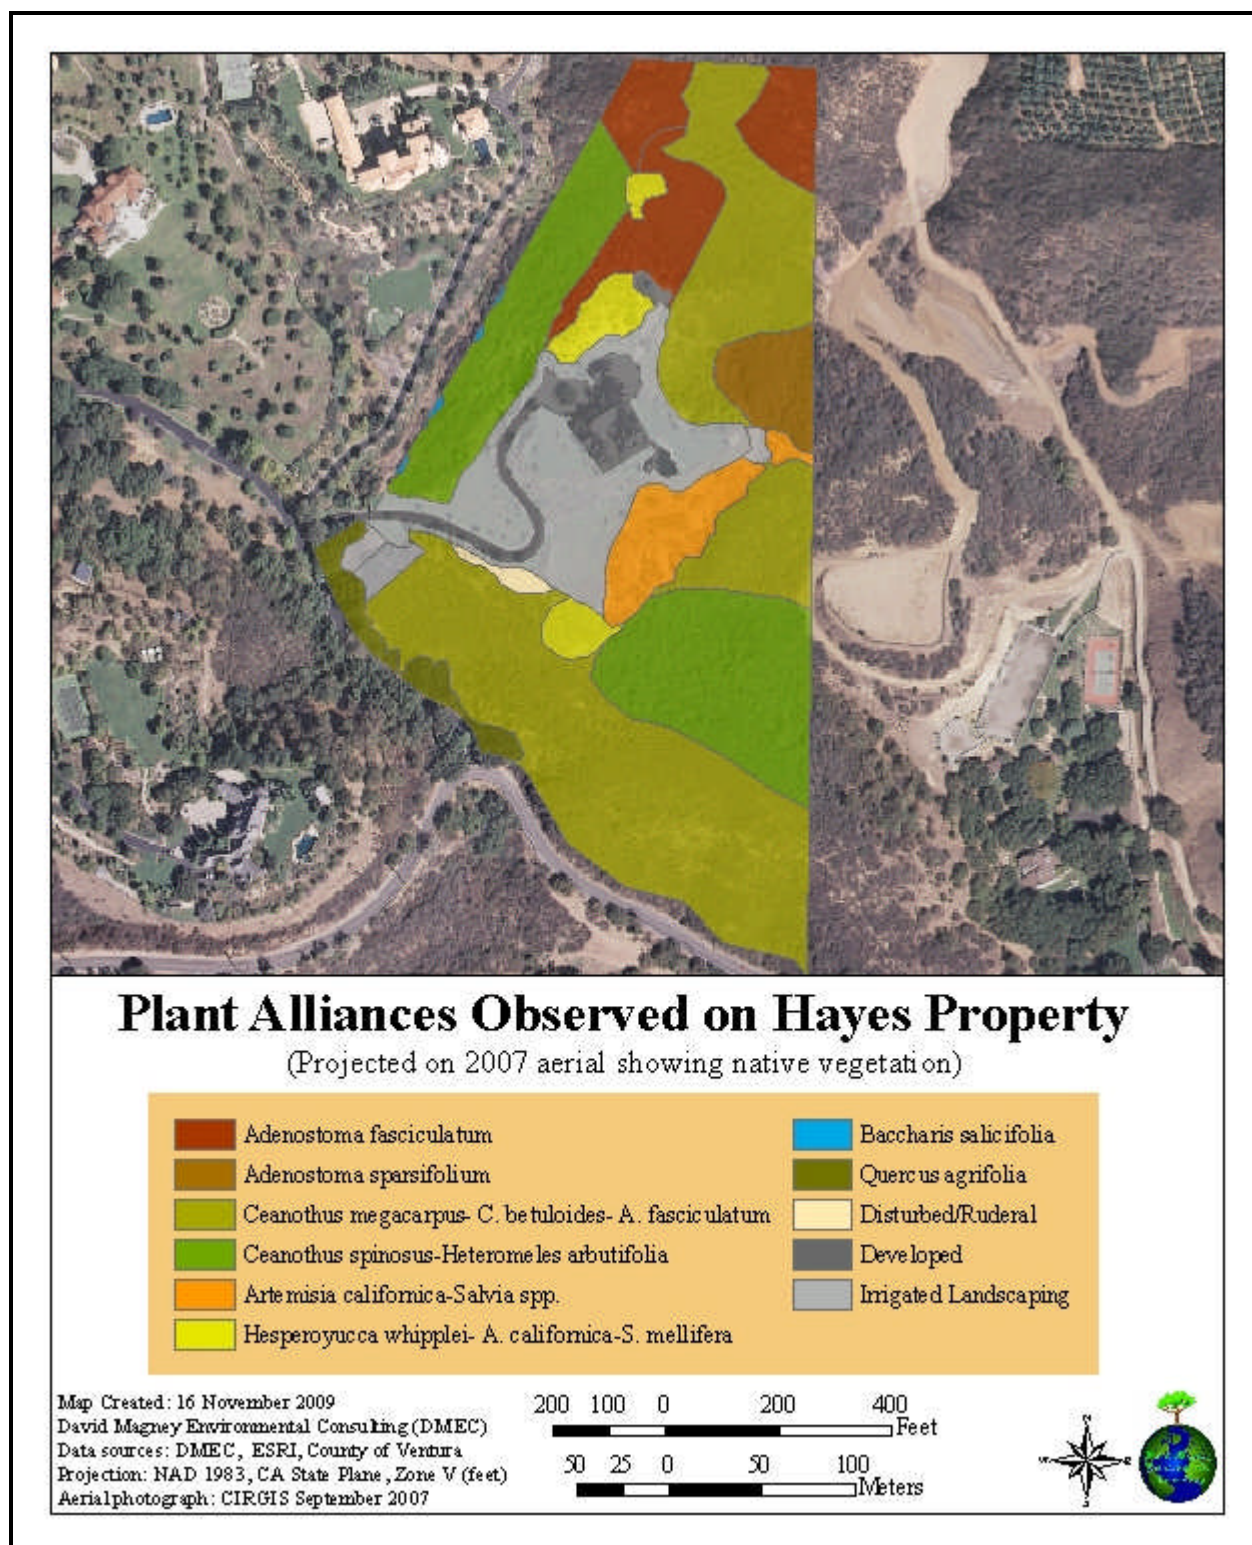 Plant Alliances Observed on Hayes Property
(Projected on 2007 aerial showing native vegetation)
Adenostoma fasciculatum
Adenostoma sparsifolium
Ceanothus megacarpus- C. betuloides- A. fasciculatum
Ceanothus spinosus-Heteromeles arbutifolia
Artemisia californica-Salvia spp.
Hesperoyucca whipplei- A. californica-S. mellifera
Baccharis salicifolia
Quercus agrifolia
Disturbed/Ruderal
Developed
Irrigated Landscaping
Map Created: 16 November 2009
David Magney Environmental Consulting (DMEC)
Data sources: DMEC, ESRI, County of Ventura
Projection: NAD 1983, CA State Plane, Zone V (feet)
Aerial photograph: CIRGIS September 2007
200 100 0 200 400
Feet
50 25 0 50 100
Meters
N
W E
S